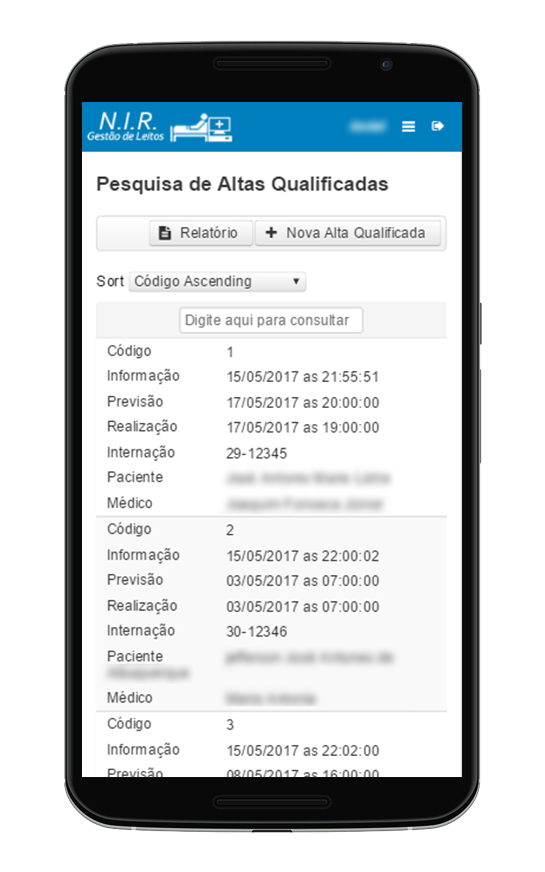 N.I.R.
Gestão de Leitos
Pesquisa de Altas Qualificadas
Relatório + Nova Alta Qualificada
Sort Código Ascending
Digite aqui para consultar
Código 1
Informação 15/05/2017 as 21:55:51
Previsão 17/05/2017 as 20:00:00
Realização 17/05/2017 as 19:00:00
Internação 29-12345
Paciente
Médico
Código 2
Informação 15/05/2017 as 22:00:02
Previsão 03/05/2017 as 07:00:00
Realização 03/05/2017 as 07:00:00
Internação 30-12346
Paciente
Médico
Código 3
Informação 15/05/2017 as 22:02:00
Previsão 08/05/2017 as 16:00:00